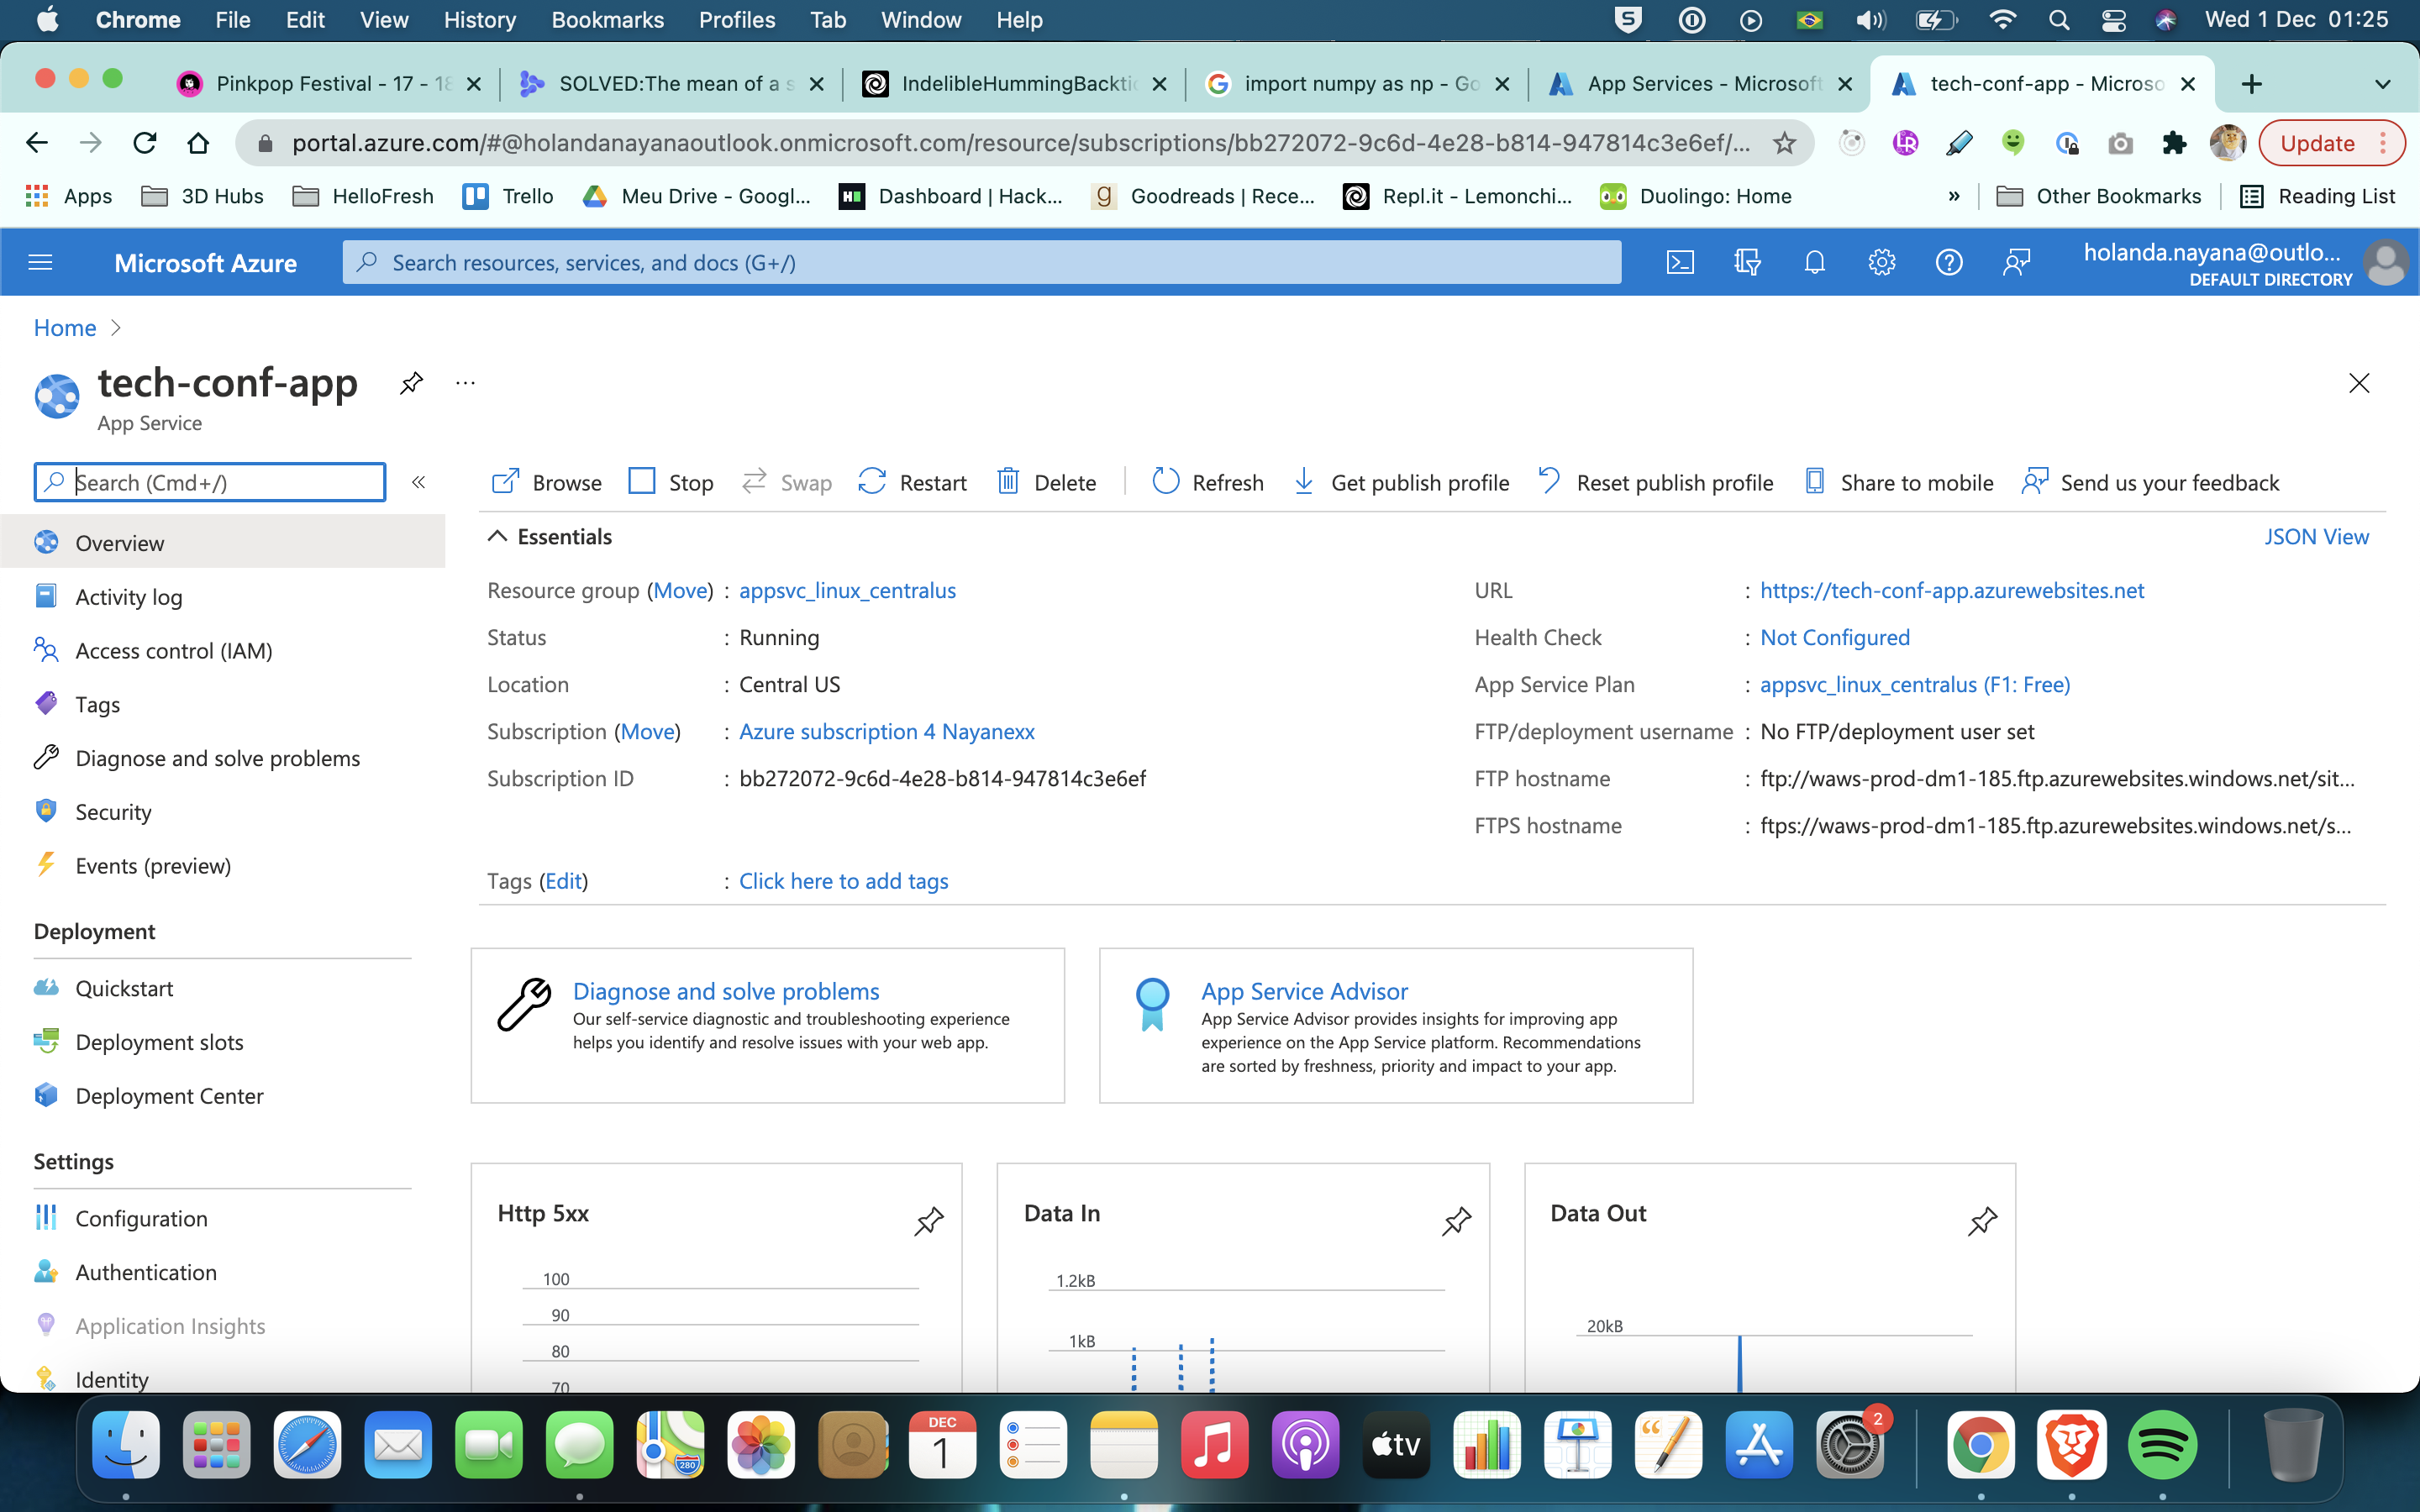 Chrome File Edit View History Bookmarks Profiles Tab Window Help Wed 1 Dec 01:25
Pinkpop Festival - 17 - 18 SOLVED:The mean of a s IndelibleHummingBacktic import numpy as np - Go App Services - Microsoft tech-conf-app - Microso
portal.azure.com/#@holandanayanaoutlook.onmicrosoft.com/resource/subscriptions/bb272072-9c6d-4e28-b814-947814c3e6ef/... Update
Apps 3D Hubs HelloFresh Trello Meu Drive - Googl... Dashboard | Hack... Goodreads | Rece... Repl.it - Lemonchi... Duolingo: Home » Other Bookmarks Reading List
Microsoft Azure Search resources, services, and docs (G+/) holanda.nayana@outlo...
DEFAULT DIRECTORY
Home >
tech-conf-app ...
App Service
Search (Cmd+/) «
Browse Stop Swap Restart Delete Refresh Get publish profile Reset publish profile Share to mobile Send us your feedback
Overview
Activity log
Access control (IAM)
Tags
Diagnose and solve problems
Security
Events (preview)
Deployment
Quickstart
Deployment slots
Deployment Center
Settings
Configuration
Authentication
Application Insights
Identity
Essentials JSON View
Resource group (Move) : appsvc_linux_centralus
Status : Running
Location : Central US
Subscription (Move) : Azure subscription 4 Nayanexx
Subscription ID : bb272072-9c6d-4e28-b814-947814c3e6ef
URL : https://tech-conf-app.azurewebsites.net
Health Check : Not Configured
App Service Plan : appsvc_linux_centralus (F1: Free)
FTP/deployment username : No FTP/deployment user set
FTP hostname : ftp://waws-prod-dm1-185.ftp.azurewebsites.windows.net/sit...
FTPS hostname : ftps://waws-prod-dm1-185.ftp.azurewebsites.windows.net/s...
Tags (Edit) : Click here to add tags
Diagnose and solve problems
Our self-service diagnostic and troubleshooting experience
helps you identify and resolve issues with your web app.
App Service Advisor
App Service Advisor provides insights for improving app
experience on the App Service platform. Recommendations
are sorted by freshness, priority and impact to your app.
Http 5xx
100
90
80
70
Data In
1.2kB
1kB
Data Out
20kB
280
DEC
1
tv
2